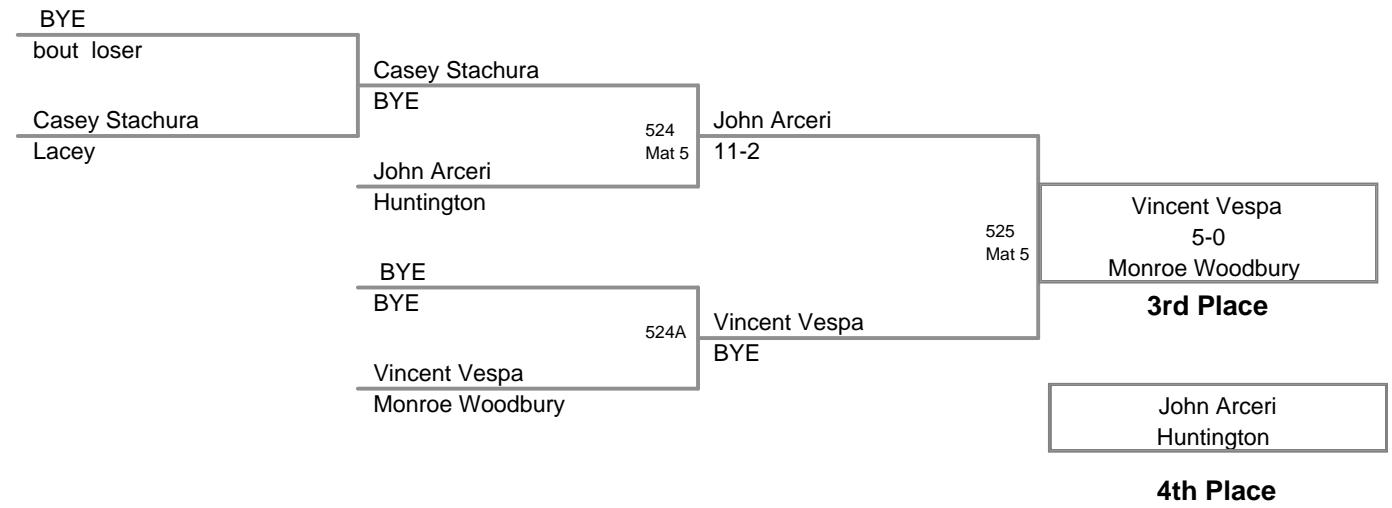 BYE
bout loser
Casey Stachura
Lacey
Casey Stachura
BYE
524
Mat 5
John Arceri
Huntington
BYE
BYE
524A
Vincent Vespa
Monroe Woodbury
John Arceri
11-2
525
Mat 5
Vincent Vespa
BYE
Vincent Vespa
5-0
Monroe Woodbury
3rd Place
John Arceri
Huntington
4th Place